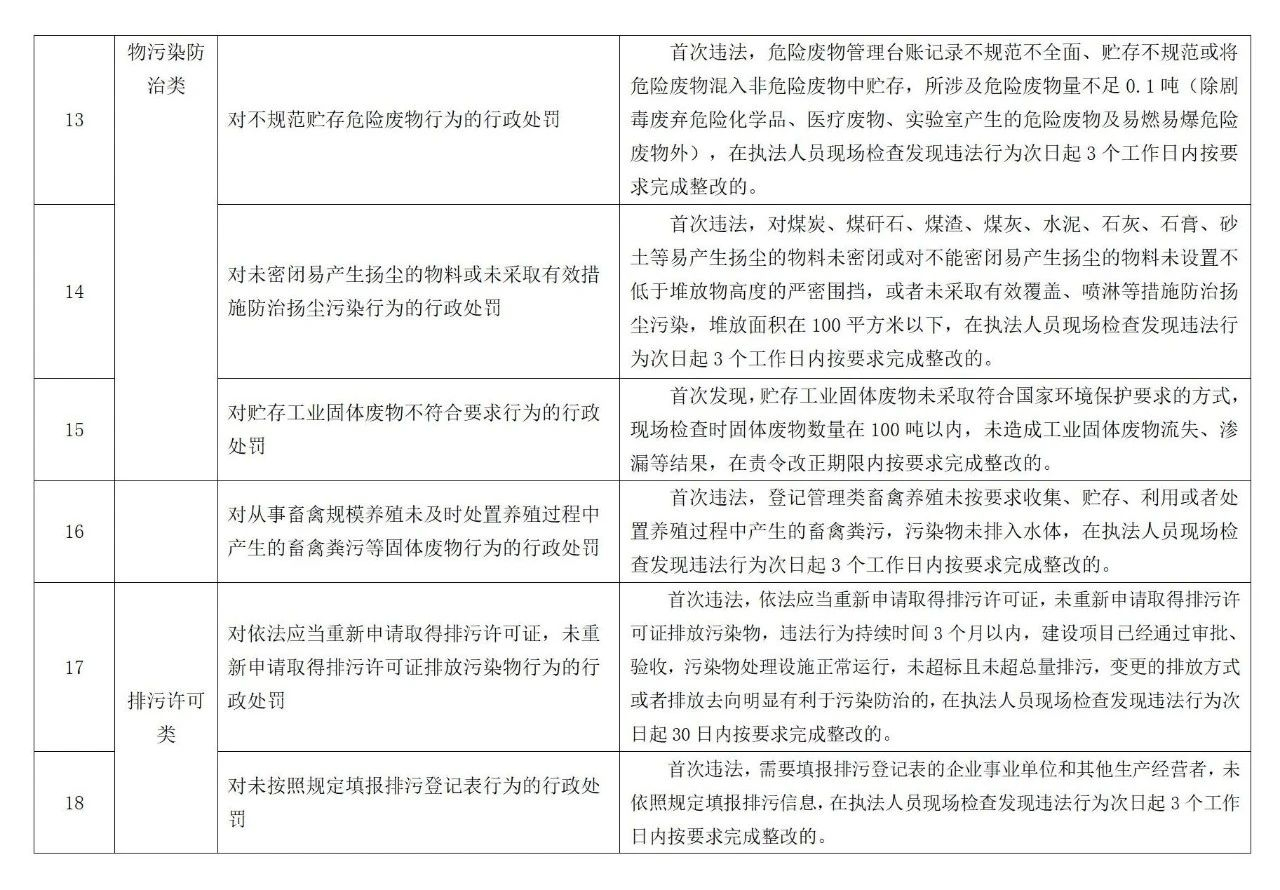 物污染防
治类
13
对不规范贮存危险废物行为的行政处罚
首次违法，危险废物管理台账记录不规范不全面、贮存不规范或将
危险废物混入非危险废物中贮存，所涉及危险废物量不足0.1吨（除剧
毒废弃危险化学品、医疗废物、实验室产生的危险废物及易燃易爆危险
废物外），在执法人员现场检查发现违法行为次日起3个工作日内按要
求完成整改的。
14
对未密闭易产生扬尘的物料或未采取有效措
施防治扬尘污染行为的行政处罚
首次违法，对煤炭、煤矸石、煤渣、煤灰、水泥、石灰、石膏、砂
土等易产生扬尘的物料未密闭或对不能密闭易产生扬尘的物料未设置不
低于堆放物高度的严密围挡，或者未采取有效覆盖、喷淋等措施防治扬
尘污染，堆放面积在100平方米以下，在执法人员现场检查发现违法行
为次日起3个工作日内按要求完成整改的。
15
对贮存工业固体废物不符合要求行为的行政
处罚
首次发现，贮存工业固体废物未采取符合国家环境保护要求的方式，
现场检查时固体废物数量在100吨以内，未造成工业固体废物流失、渗
漏等结果，在责令改正期限内按要求完成整改的。
16
对从事畜禽规模养殖未及时处置养殖过程中
产生的畜禽粪污等固体废物行为的行政处罚
首次违法，登记管理类畜禽养殖未按要求收集、贮存、利用或者处
置养殖过程中产生的畜禽粪污，污染物未排入水体，在执法人员现场检
查发现违法行为次日起3个工作日内按要求完成整改的。
排污许可
类
17
对依法应当重新申请取得排污许可证，未重
新申请取得排污许可证排放污染物行为的行
政处罚
首次违法，依法应当重新申请取得排污许可证，未重新申请取得排污许
可证排放污染物，违法行为持续时间3个月以内，建设项目已经通过审批、
验收，污染物处理设施正常运行，未超标且未超总量排污，变更的排放方式
或者排放去向明显有利于污染防治的，在执法人员现场检查发现违法行为次
日起30日内按要求完成整改的。
18
对未按照规定填报排污登记表行为的行政处
罚
首次违法，需要填报排污登记表的企业事业单位和其他生产经营者，未
依照规定填报排污信息，在执法人员现场检查发现违法行为次日起3个工作
日内按要求完成整改的。